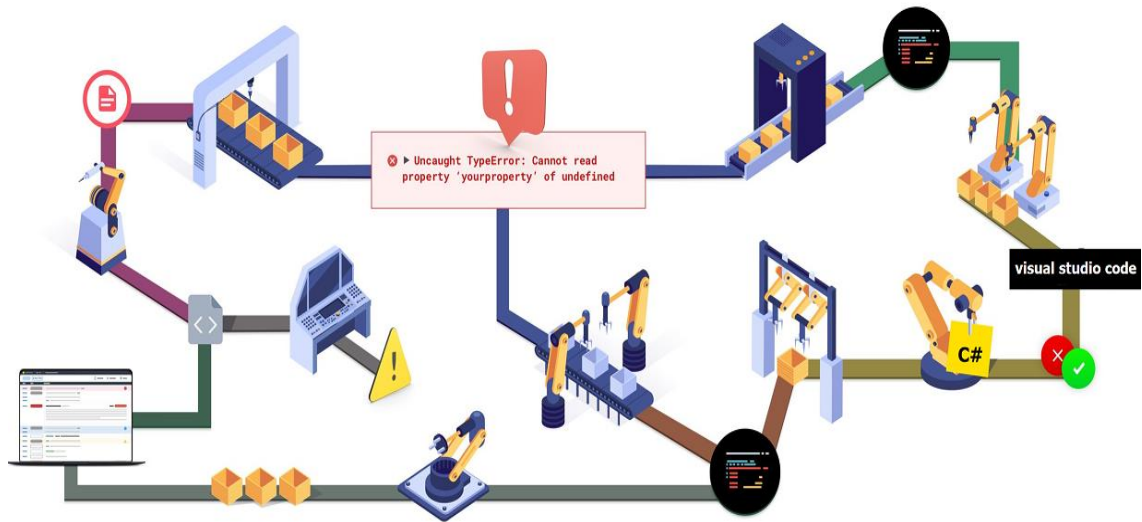 Uncaught TypeError: Cannot read
property 'yourproperty' of undefined
visual studio code
C#